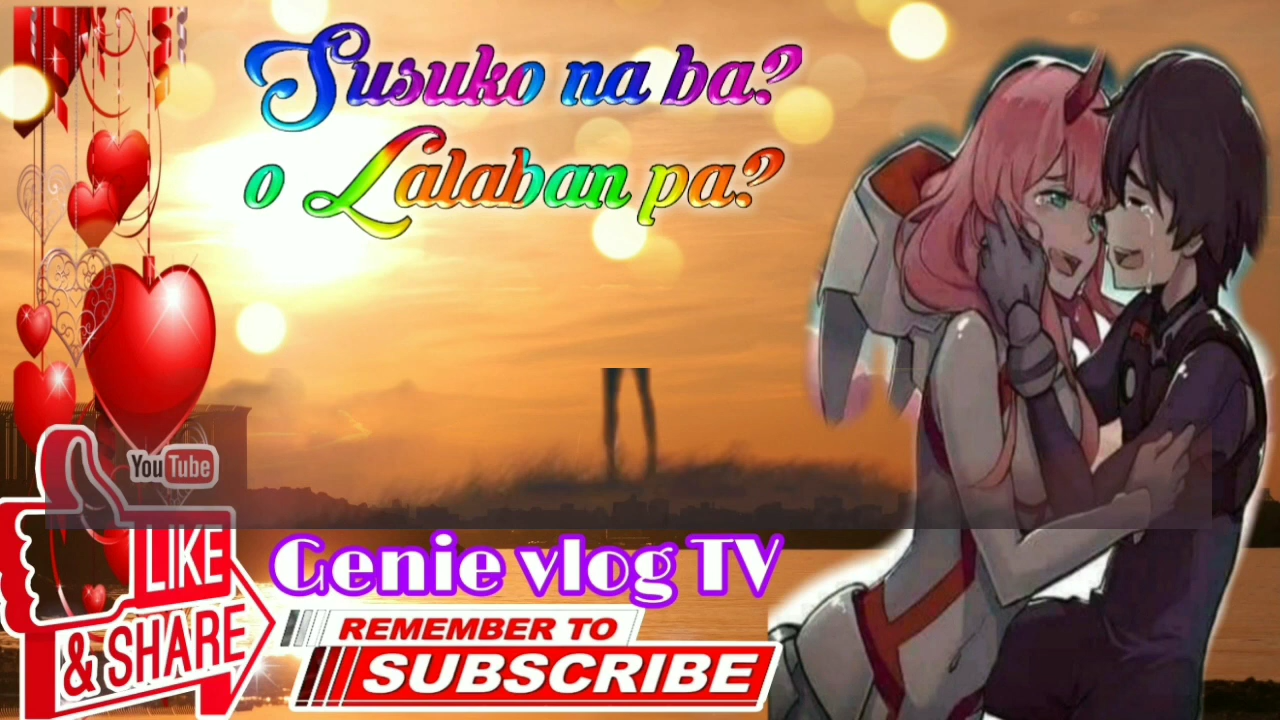 Susuko na ba?
o Lalaban pa?
YouTube
LIKE
& SHARE
Genie vlog TV
REMEMBER TO
SUBSCRIBE